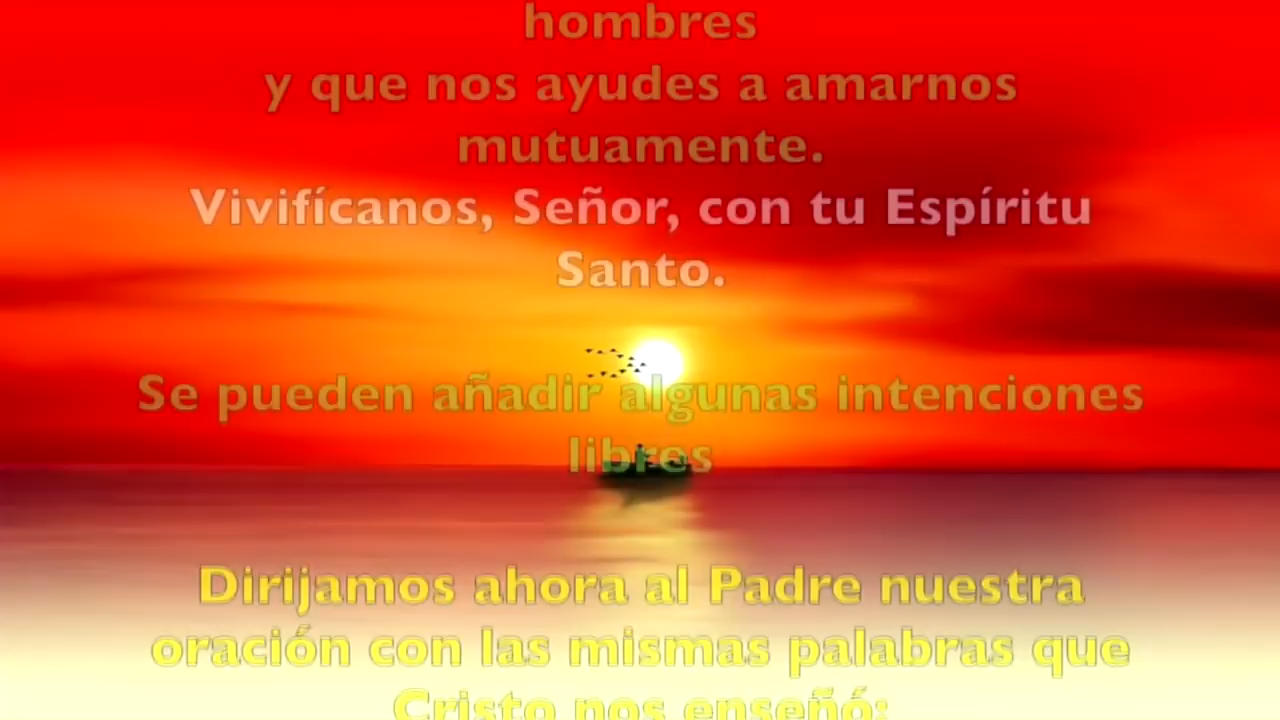 hombres
y que nos ayudes a amarnos
mutuamente.
Vivifícanos, Señor, con tu Espíritu
Santo.
Se pueden añadir algunas intenciones
libres
Dirijamos ahora al Padre nuestra
oración con las mismas palabras que
Cristo nos enseñó: